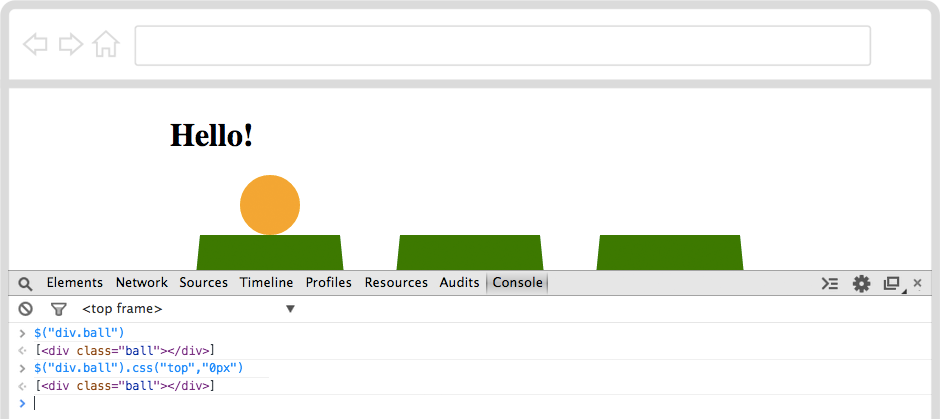 Hello!
Elements Network Sources Timeline Profiles Resources Audits Console
<top frame>
$("div.ball")
[<div class="ball"></div>]
$("div.ball").css("top","0px")
[<div class="ball"></div>]